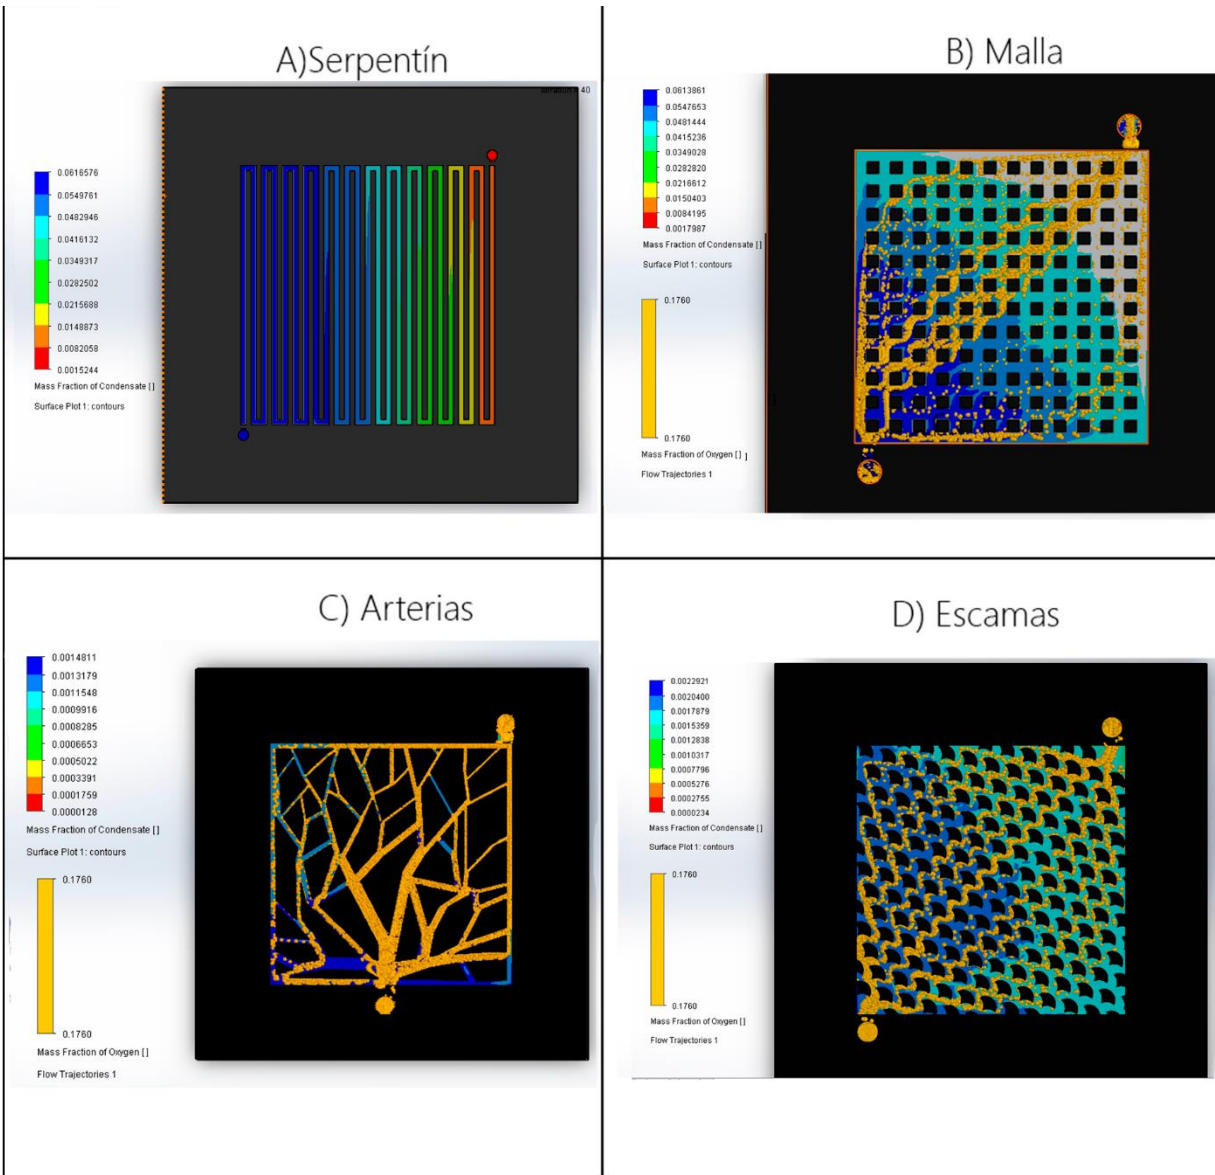 A)Serpentín
40
0.0616576
0.0549761
0.0482946
0.0416132
0.0349317
0.0282502
0.0215688
0.0148873
0.0082058
0.0015244
Mass Fraction of Condensate [ ]
Surface Plot 1: contours
B) Malla
0.0613861
0.0547653
0.0481444
0.0415236
0.0349028
0.0282820
0.0216612
0.0150403
0.0084195
0.0017987
Mass Fraction of Condensate [ ]
Surface Plot 1: contours
0.1760
0.1760
Mass Fraction of Oxygen [ ]
Flow Trajectories 1
C) Arterias
0.0014811
0.0013179
0.0011548
0.0009916
0.0008285
0.0006653
0.0005022
0.0003391
0.0001759
0.0000128
Mass Fraction of Condensate [ ]
Surface Plot 1: contours
0.1760
0.1760
Mass Fraction of Oxygen [ ]
Flow Trajectories 1
D) Escamas
0.0022921
0.0020400
0.0017879
0.0015359
0.0012838
0.0010317
0.0007796
0.0005276
0.0002755
0.0000234
Mass Fraction of Condensate [ ]
Surface Plot 1: contours
0.1760
0.1760
Mass Fraction of Oxygen [ ]
Flow Trajectories 1